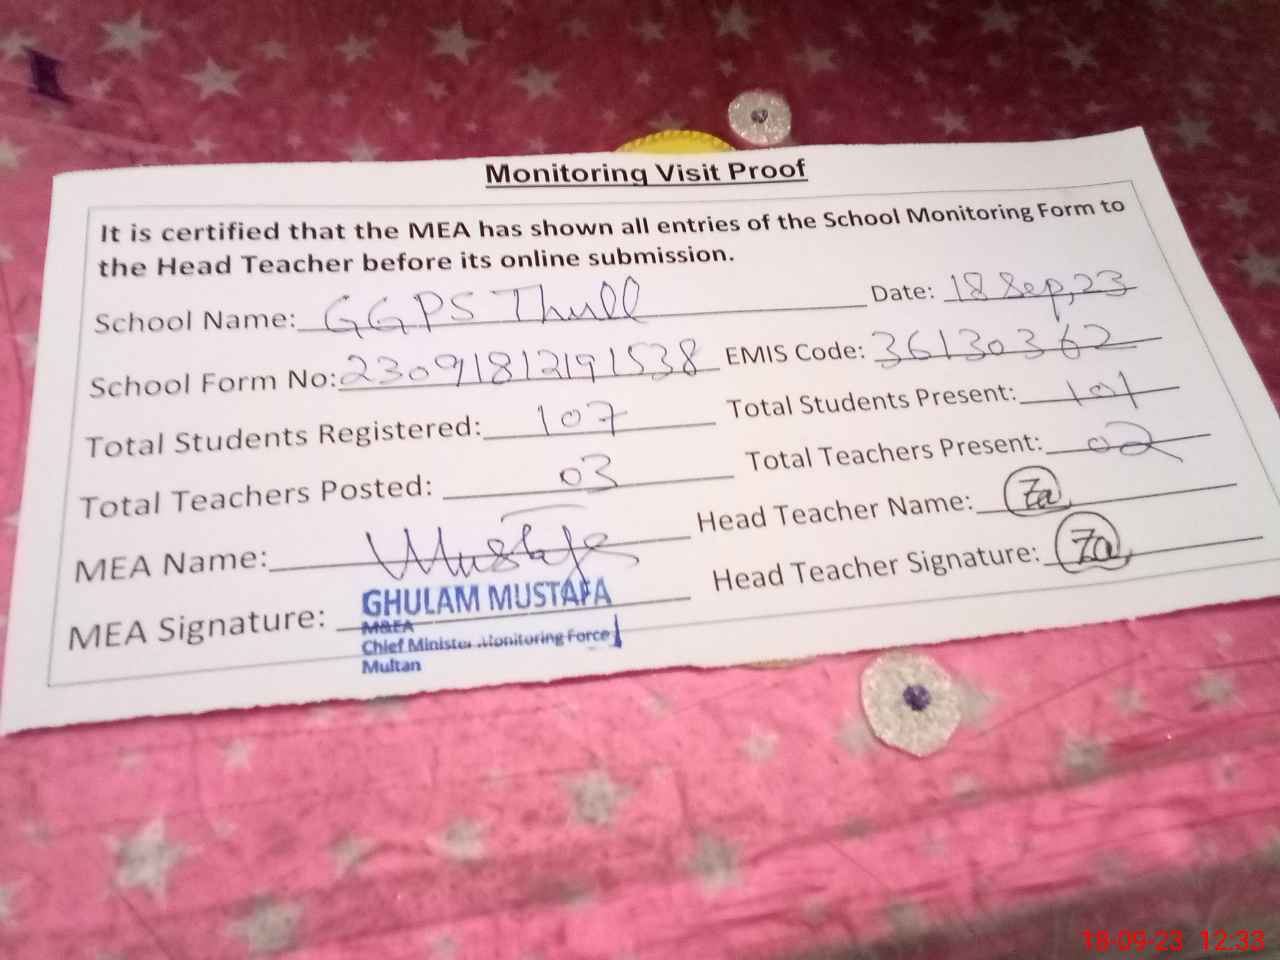 Monitoring Visit Proof
It is certified that the MEA has shown all entries of the School Monitoring Form to
the Head Teacher before its online submission.
School Name: GGPS Thull Date: 18 Sep, 23
School Form No: 230918121911538 EMIS Code: 36130362
Total Students Registered: 107 Total Students Present: 101
Total Teachers Posted: 03 Total Teachers Present: 02
MEA Name: Mustafa Head Teacher Name: Za
MEA Signature: Head Teacher Signature: Za
GHULAM MUSTAFA
M&EA
Chief Minister Monitoring Force
Multan
18-09-23 12:33